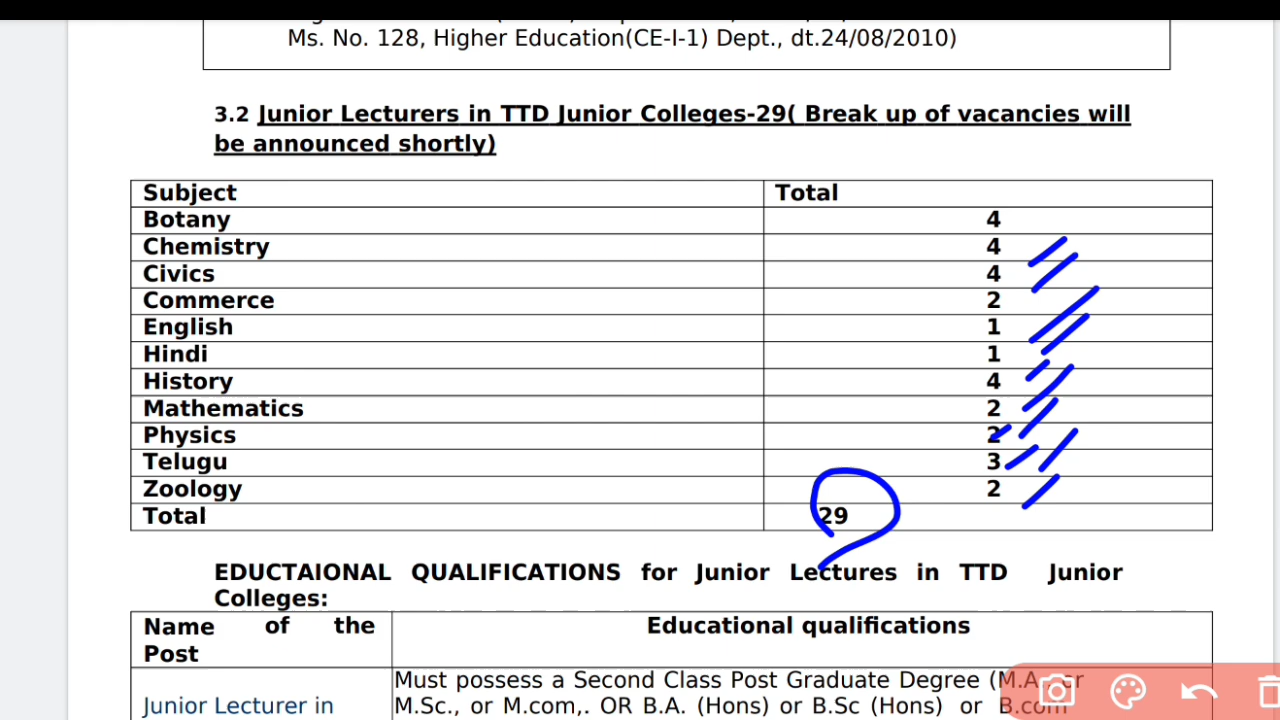 Ms. No. 128, Higher Education(CE-I-1) Dept., dt.24/08/2010)
3.2 Junior Lecturers in TTD Junior Colleges-29( Break up of vacancies will
be announced shortly)
Subject Total
Botany 4
Chemistry 4
Civics 4
Commerce 2
English 1
Hindi 1
History 4
Mathematics 2
Physics 2
Telugu 3
Zoology 2
Total 29
EDUCTAIONAL QUALIFICATIONS for Junior Lectures in TTD Junior
Colleges:
Name of the
Post
Educational qualifications
Must possess a Second Class Post Graduate Degree (M.A., or
Junior Lecturer in
M.Sc., or M.com,. OR B.A. (Hons) or B.Sc (Hons) or B.com